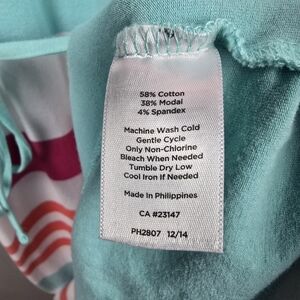 58% Cotton
38% Modal
4% Spandex
Machine Wash Cold
Gentle Cycle
Only Non-Chlorine
Bleach When Needed
Tumble Dry Low
Cool Iron If Needed
Made In Philippines
CA #23147
PH2807 12/14